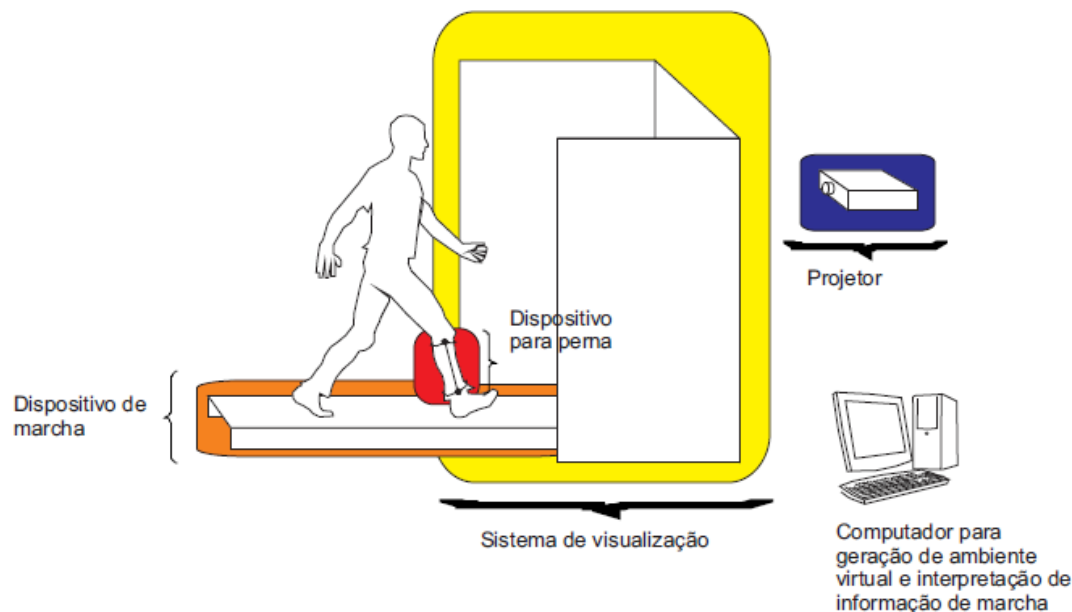 Projetor
Dispositivo
para perna
Dispositivo de
marcha
Sistema de visualização
Computador para
geração de ambiente
virtual e interpretação de
informação de marcha